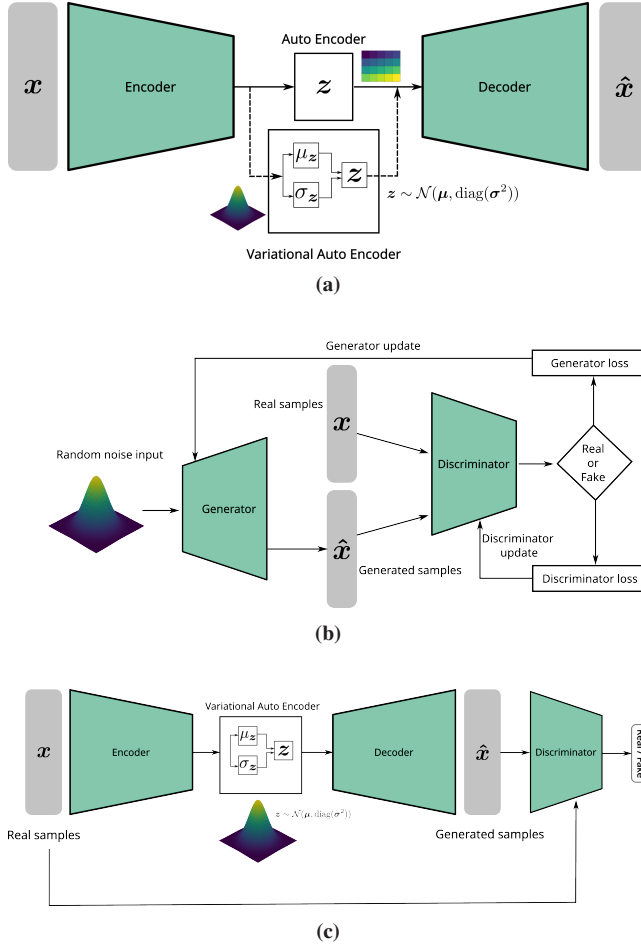 Auto Encoder
x
Encoder
z
Decoder
x̂
μz
σz
z
z ∼ N(μ, diag(σ²))
Variational Auto Encoder
(a)
Generator update
Generator loss
Real samples
x
Random noise input
Discriminator
Real
or
Fake
Generator
x̂
Discriminator
update
Generated samples
Discriminator loss
(b)
Variational Auto Encoder
x
Encoder
μz
σz
z
Decoder
x̂
Discriminator
Real / Fake
z ∼ N(μ, diag(σ²))
Real samples
Generated samples
(c)